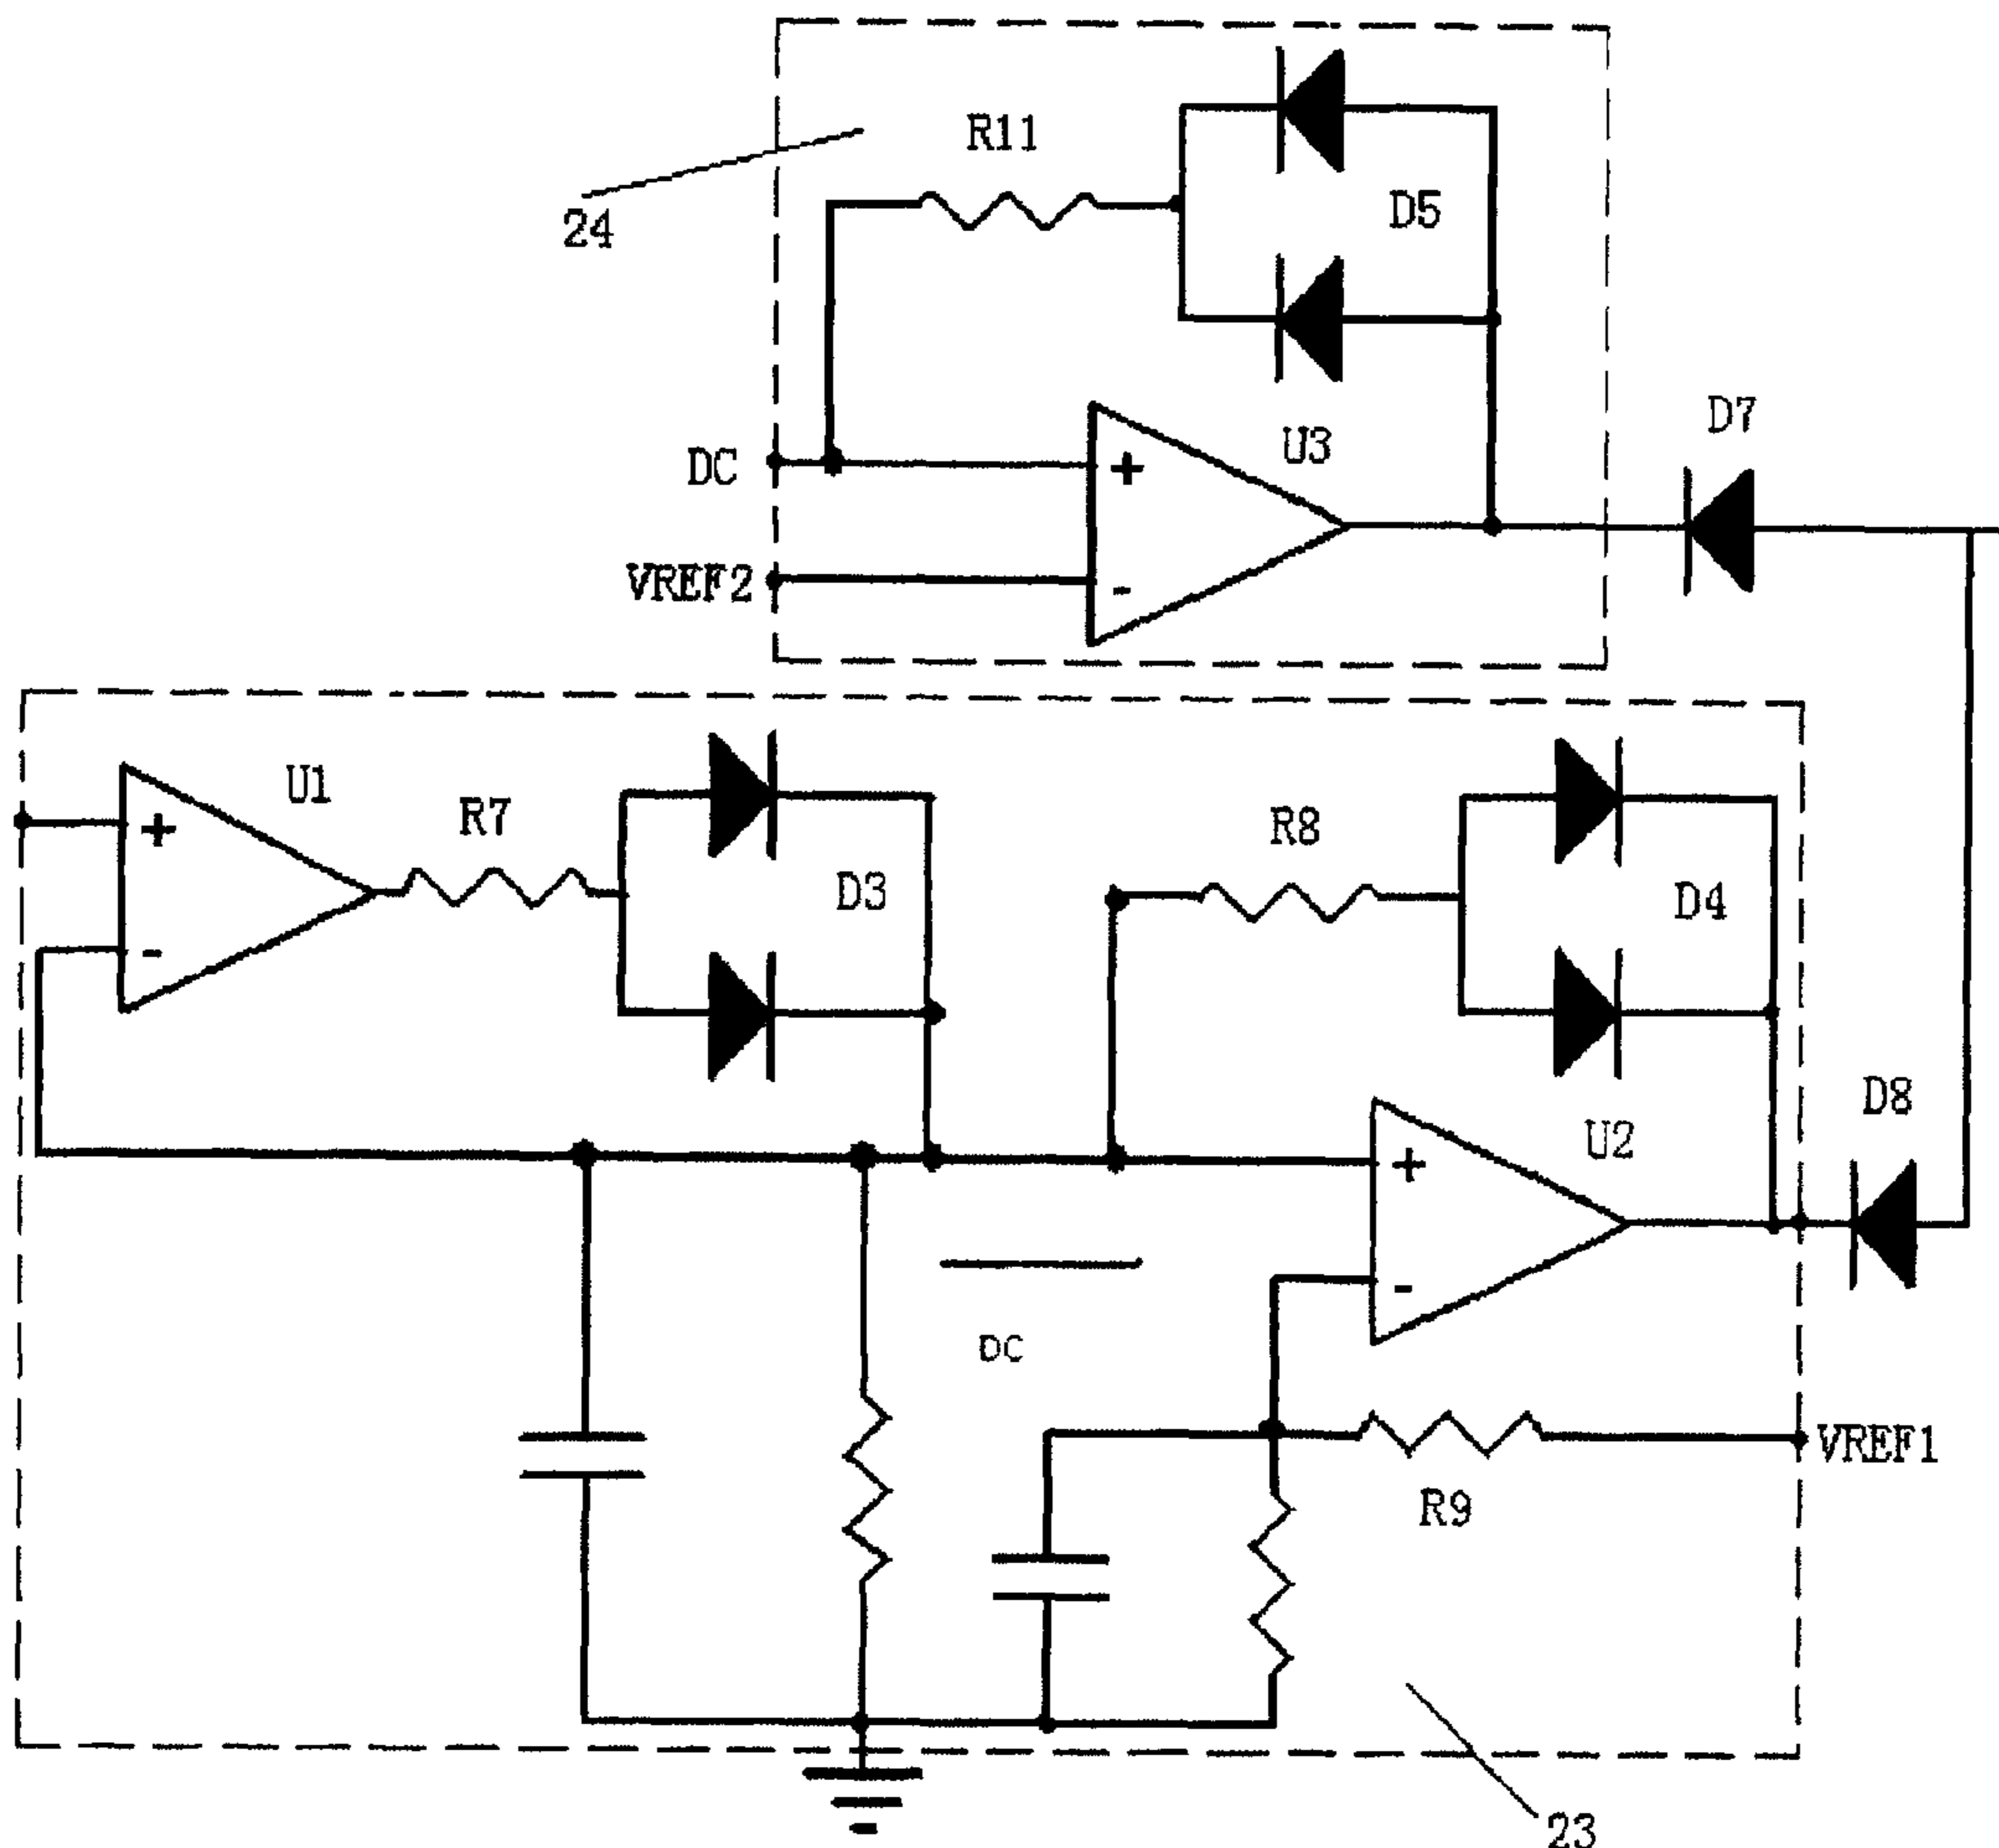 R11
D5
24
D7
U3
DC
+
VREF2
-
U1
R7
+
D3
-
R8
D4
D8
U2
+
-
DC
VREF1
R9
23